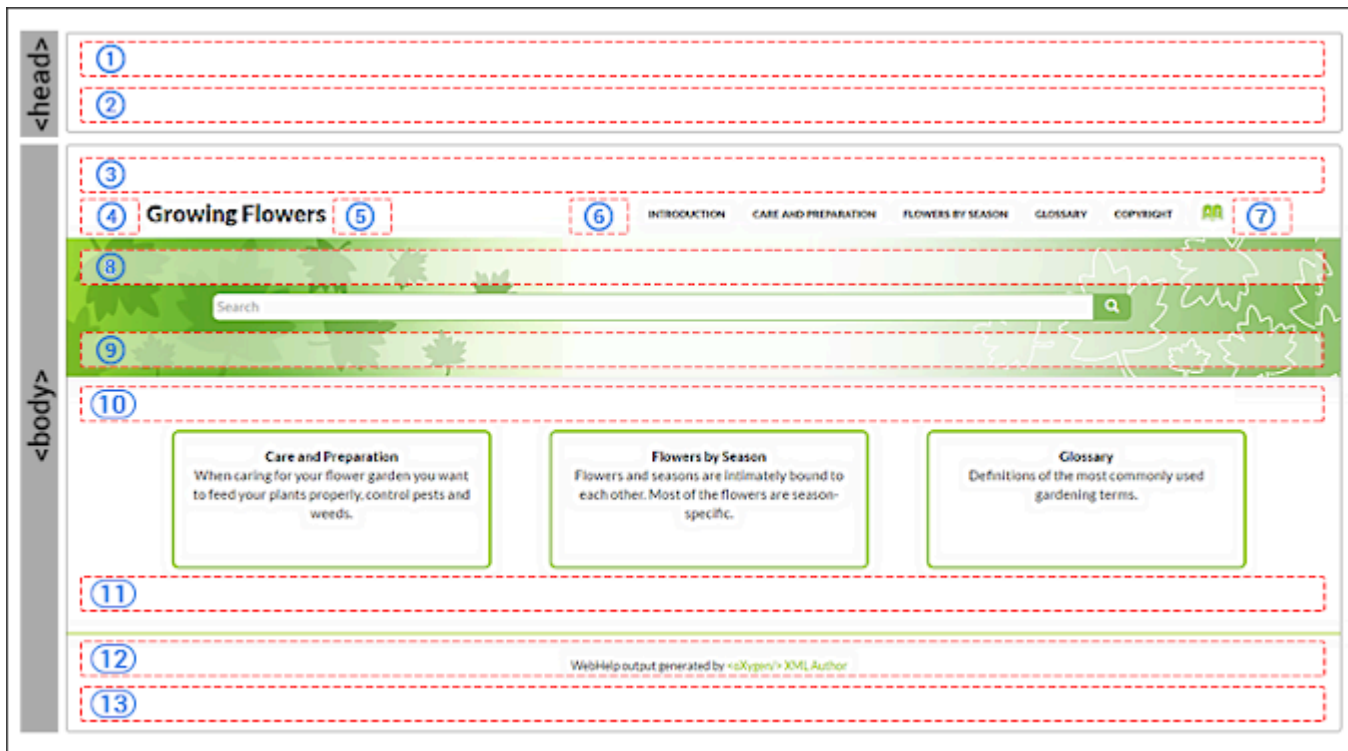 <head>
1
2
<body>
3
4 Growing Flowers 5 6 INTRODUCTION CARE AND PREPARATION FLOWERS BY SEASON GLOSSARY COPYRIGHT 7
8
Search
9
10
Care and Preparation
When caring for your flower garden you want
to feed your plants properly, control pests and
weeds.
Flowers by Season
Flowers and seasons are intimately bound to
each other. Most of the flowers are season-
specific.
Glossary
Definitions of the most commonly used
gardening terms.
11
12
WebHelp output generated by <oXygen/> XML Author
13